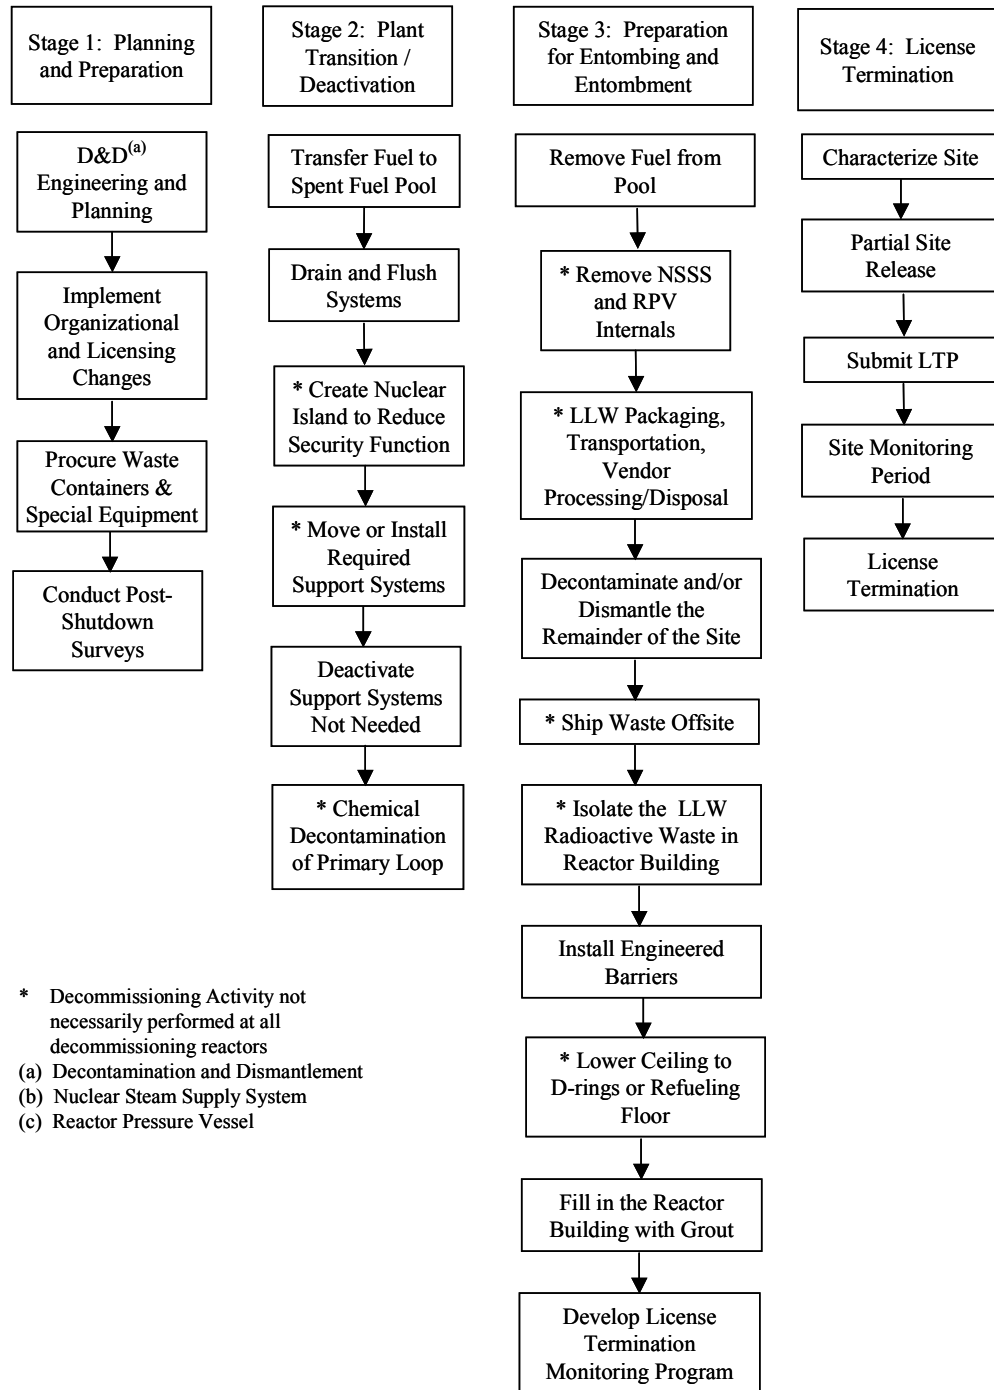 Stage 1: Planning
and Preparation
D&D(a)
Engineering and
Planning
Implement
Organizational
and Licensing
Changes
Procure Waste
Containers &
Special Equipment
Conduct Post-
Shutdown
Surveys
Stage 2: Plant
Transition /
Deactivation
Transfer Fuel to
Spent Fuel Pool
Drain and Flush
Systems
* Create Nuclear
Island to Reduce
Security Function
* Move or Install
Required
Support Systems
Deactivate
Support Systems
Not Needed
* Chemical
Decontamination
of Primary Loop
Stage 3: Preparation
for Entombing and
Entombment
Remove Fuel from
Pool
* Remove NSSS
and RPV
Internals
* LLW Packaging,
Transportation,
Vendor
Processing/Disposal
Decontaminate and/or
Dismantle the
Remainder of the Site
* Ship Waste Offsite
* Isolate the LLW
Radioactive Waste in
Reactor Building
Install Engineered
Barriers
* Lower Ceiling to
D-rings or Refueling
Floor
Fill in the Reactor
Building with Grout
Develop License
Termination
Monitoring Program
Stage 4: License
Termination
Characterize Site
Partial Site
Release
Submit LTP
Site Monitoring
Period
License
Termination
* Decommissioning Activity not
necessarily performed at all
decommissioning reactors
(a) Decontamination and Dismantlement
(b) Nuclear Steam Supply System
(c) Reactor Pressure Vessel